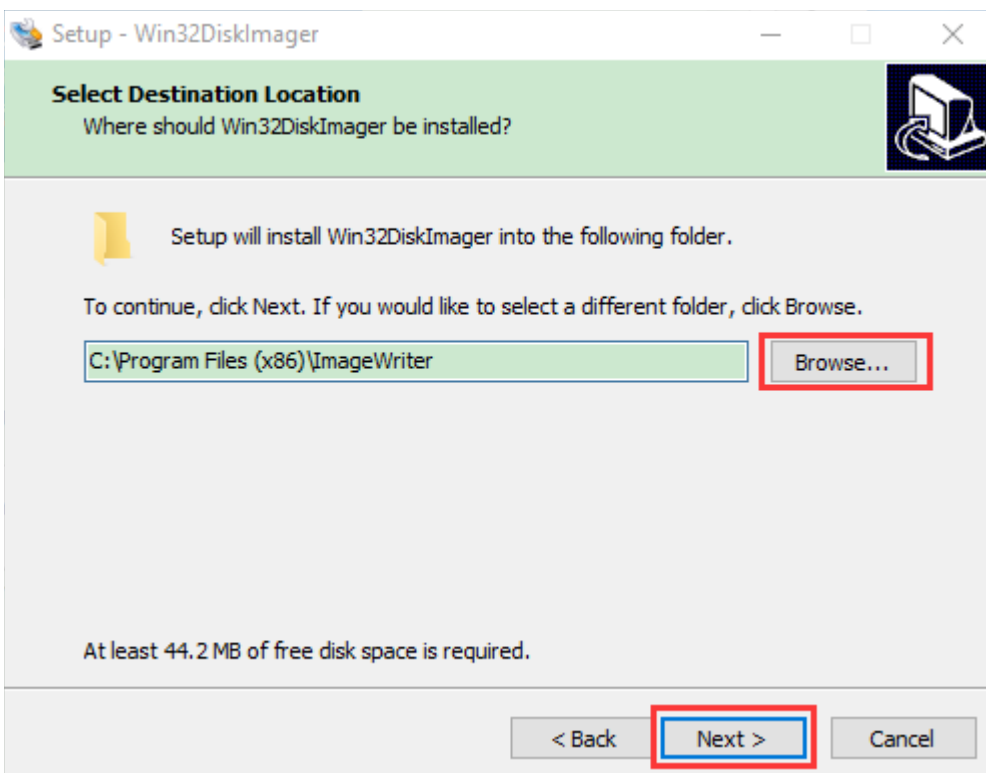 Setup - Win32DiskImager
Select Destination Location
Where should Win32DiskImager be installed?
Setup will install Win32DiskImager into the following folder.
To continue, click Next. If you would like to select a different folder, click Browse.
C:\Program Files (x86)\ImageWriter
Browse...
At least 44.2 MB of free disk space is required.
< Back
Next >
Cancel